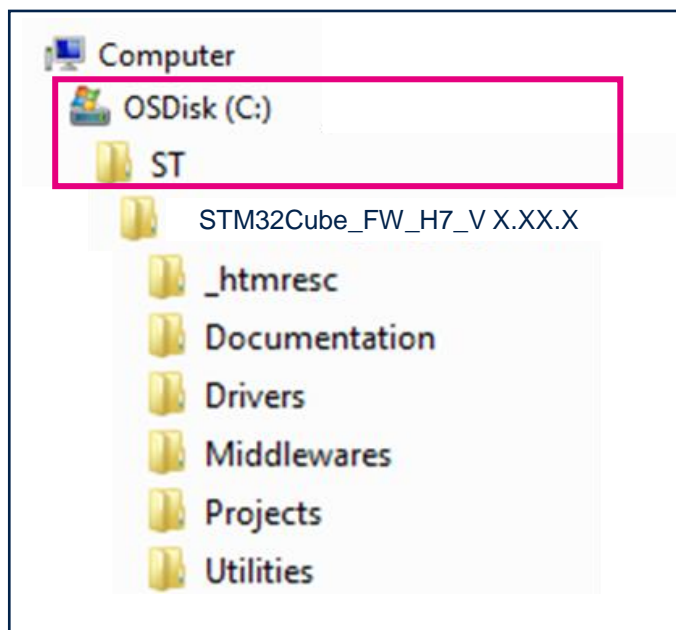 Computer
OSDisk (C:)
ST
STM32Cube_FW_H7_V X.XX.X
_htmresc
Documentation
Drivers
Middlewares
Projects
Utilities